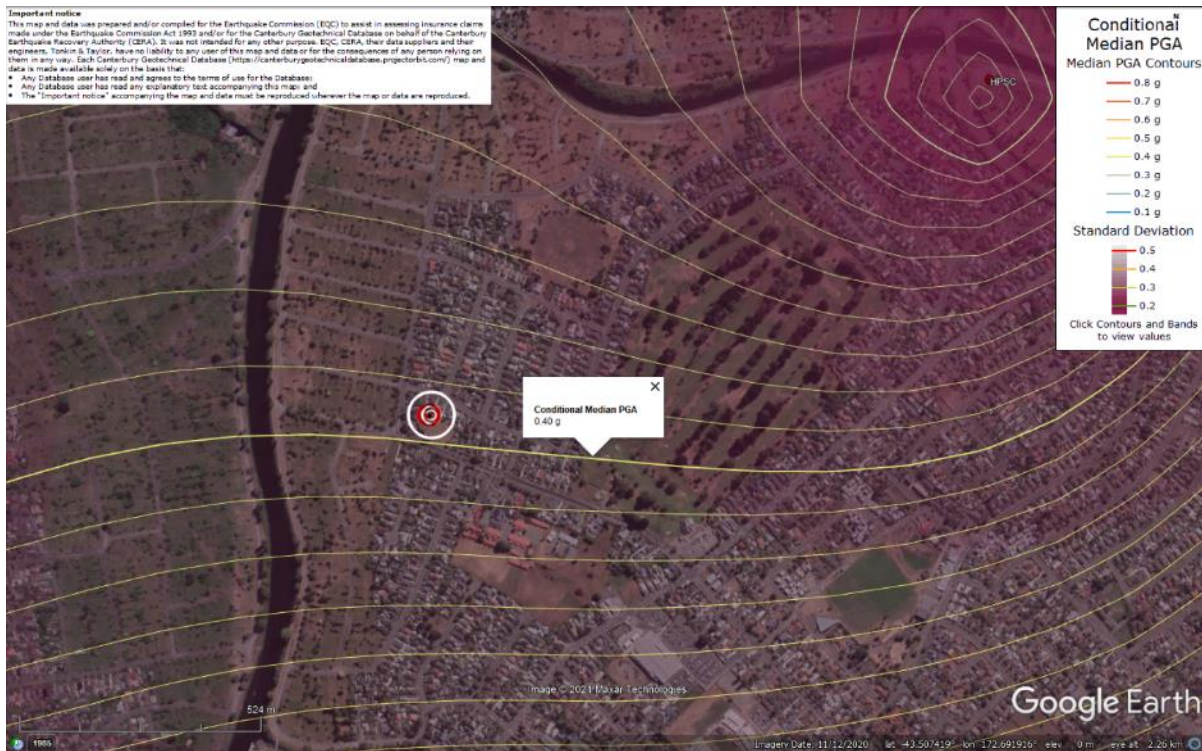 Important notice
This map and data was prepared and/or compiled for the Earthquake Commission (EQC) to assist in assessing insurance claims
made under the Earthquake Commission Act 1993 and/or for the Canterbury Geotechnical Database on behalf of the Canterbury
Earthquake Recovery Authority (CERA). It was not intended for any other purpose. EQC, CERA, their data suppliers and their
engineers, Tonkin & Taylor, have no liability to any user of this map and data or for the consequences of any person relying on
them in any way. Each Canterbury Geotechnical Database (https://canterburygeotechnicaldatabase.projectorbit.com/) map and
data is made available solely on the basis that:
• Any Database user has read and agrees to the terms of use for the Database;
• Any Database user has read any explanatory text accompanying this map; and
• The "Important notice" accompanying the map and data must be reproduced wherever the map or data are reproduced.
N
Conditional
Median PGA
Median PGA Contours
0.8 g
0.7 g
0.6 g
0.5 g
0.4 g
0.3 g
0.2 g
0.1 g
Standard Deviation
0.5
0.4
0.3
0.2
Click Contours and Bands
to view values
HPSC
Conditional Median PGA
0.40 g
Image © 2021 Maxar Technologies
Google Earth
524 m
1985
Imagery Date: 11/12/2020 lat -43.507419° lon 172.691916° elev 0 m eye alt 2.26 km